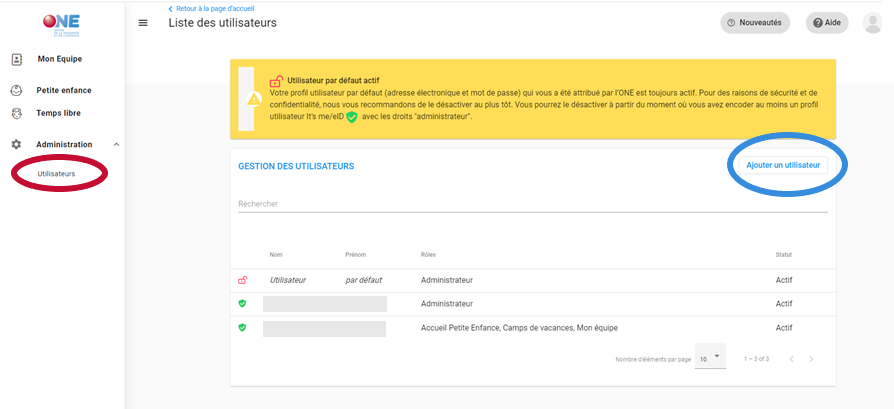 Retour à la page d'accueil
Liste des utilisateurs
Nouveautés
Aide
ONE
Mon Equipe
Petite enfance
Temps libre
Administration
Utilisateurs
Utilisateur par défaut actif
Votre profil utilisateur par défaut (adresse électronique et mot de passe) qui vous a été attribué par l'ONE est toujours actif. Pour des raisons de sécurité et de
confidentialité, nous vous recommandons de le désactiver au plus tôt. Vous pourrez le désactiver à partir du moment où vous avez encoder au moins un profil
utilisateur It's me/eID avec les droits "administrateur".
GESTION DES UTILISATEURS
Ajouter un utilisateur
Rechercher
Nom Prénom Rôles Statut
Utilisateur par défaut Administrateur Actif
Administrateur Actif
Accueil Petite Enfance, Camps de vacances, Mon équipe Actif
Nombre d'éléments par page 10 1 – 3 of 3